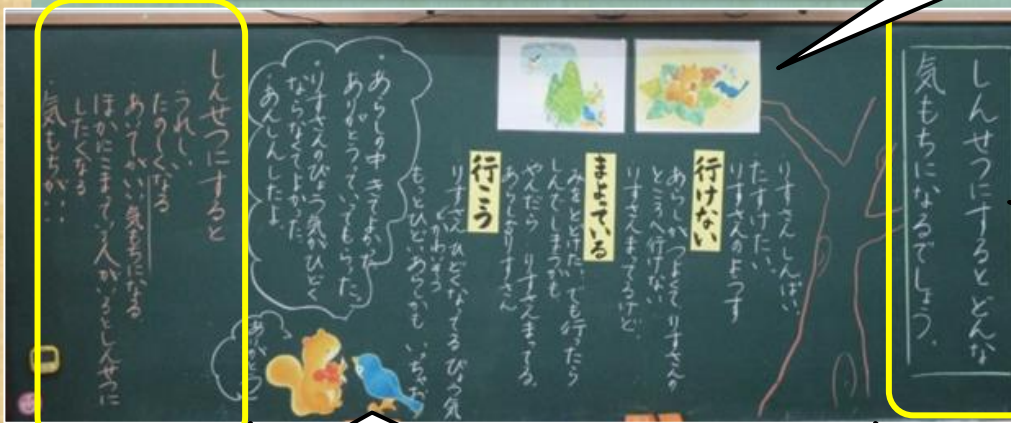 しんせつにするとどんな
気もちになるでしょう。
りすさんしんぱい。
たすけたい。
りすさんのようす
行けない
あらしがつよくてりすさんが
ところへ行けない
りすさんまってるけど
まよっている
みをとどけた
ても行ったら
しんでしまうかも
やんだら
りすさんまってる。
あらしがりすさん
行こう
りすさんひどくなってるびょう気
かわいそう
もっとひどいあらしかも
・あらしの中きてよかった
ありがとうっていってもらった。
・りすさんのびょう気がひどく
ならなくてよかった。
・あんしんしたよ
ありがとう
しんせつにすると
うれしい
たのしくなる
あってがいい気もちになる
ほかにこまっている人がいるとしんせつに
したくなる
気もちが・・・